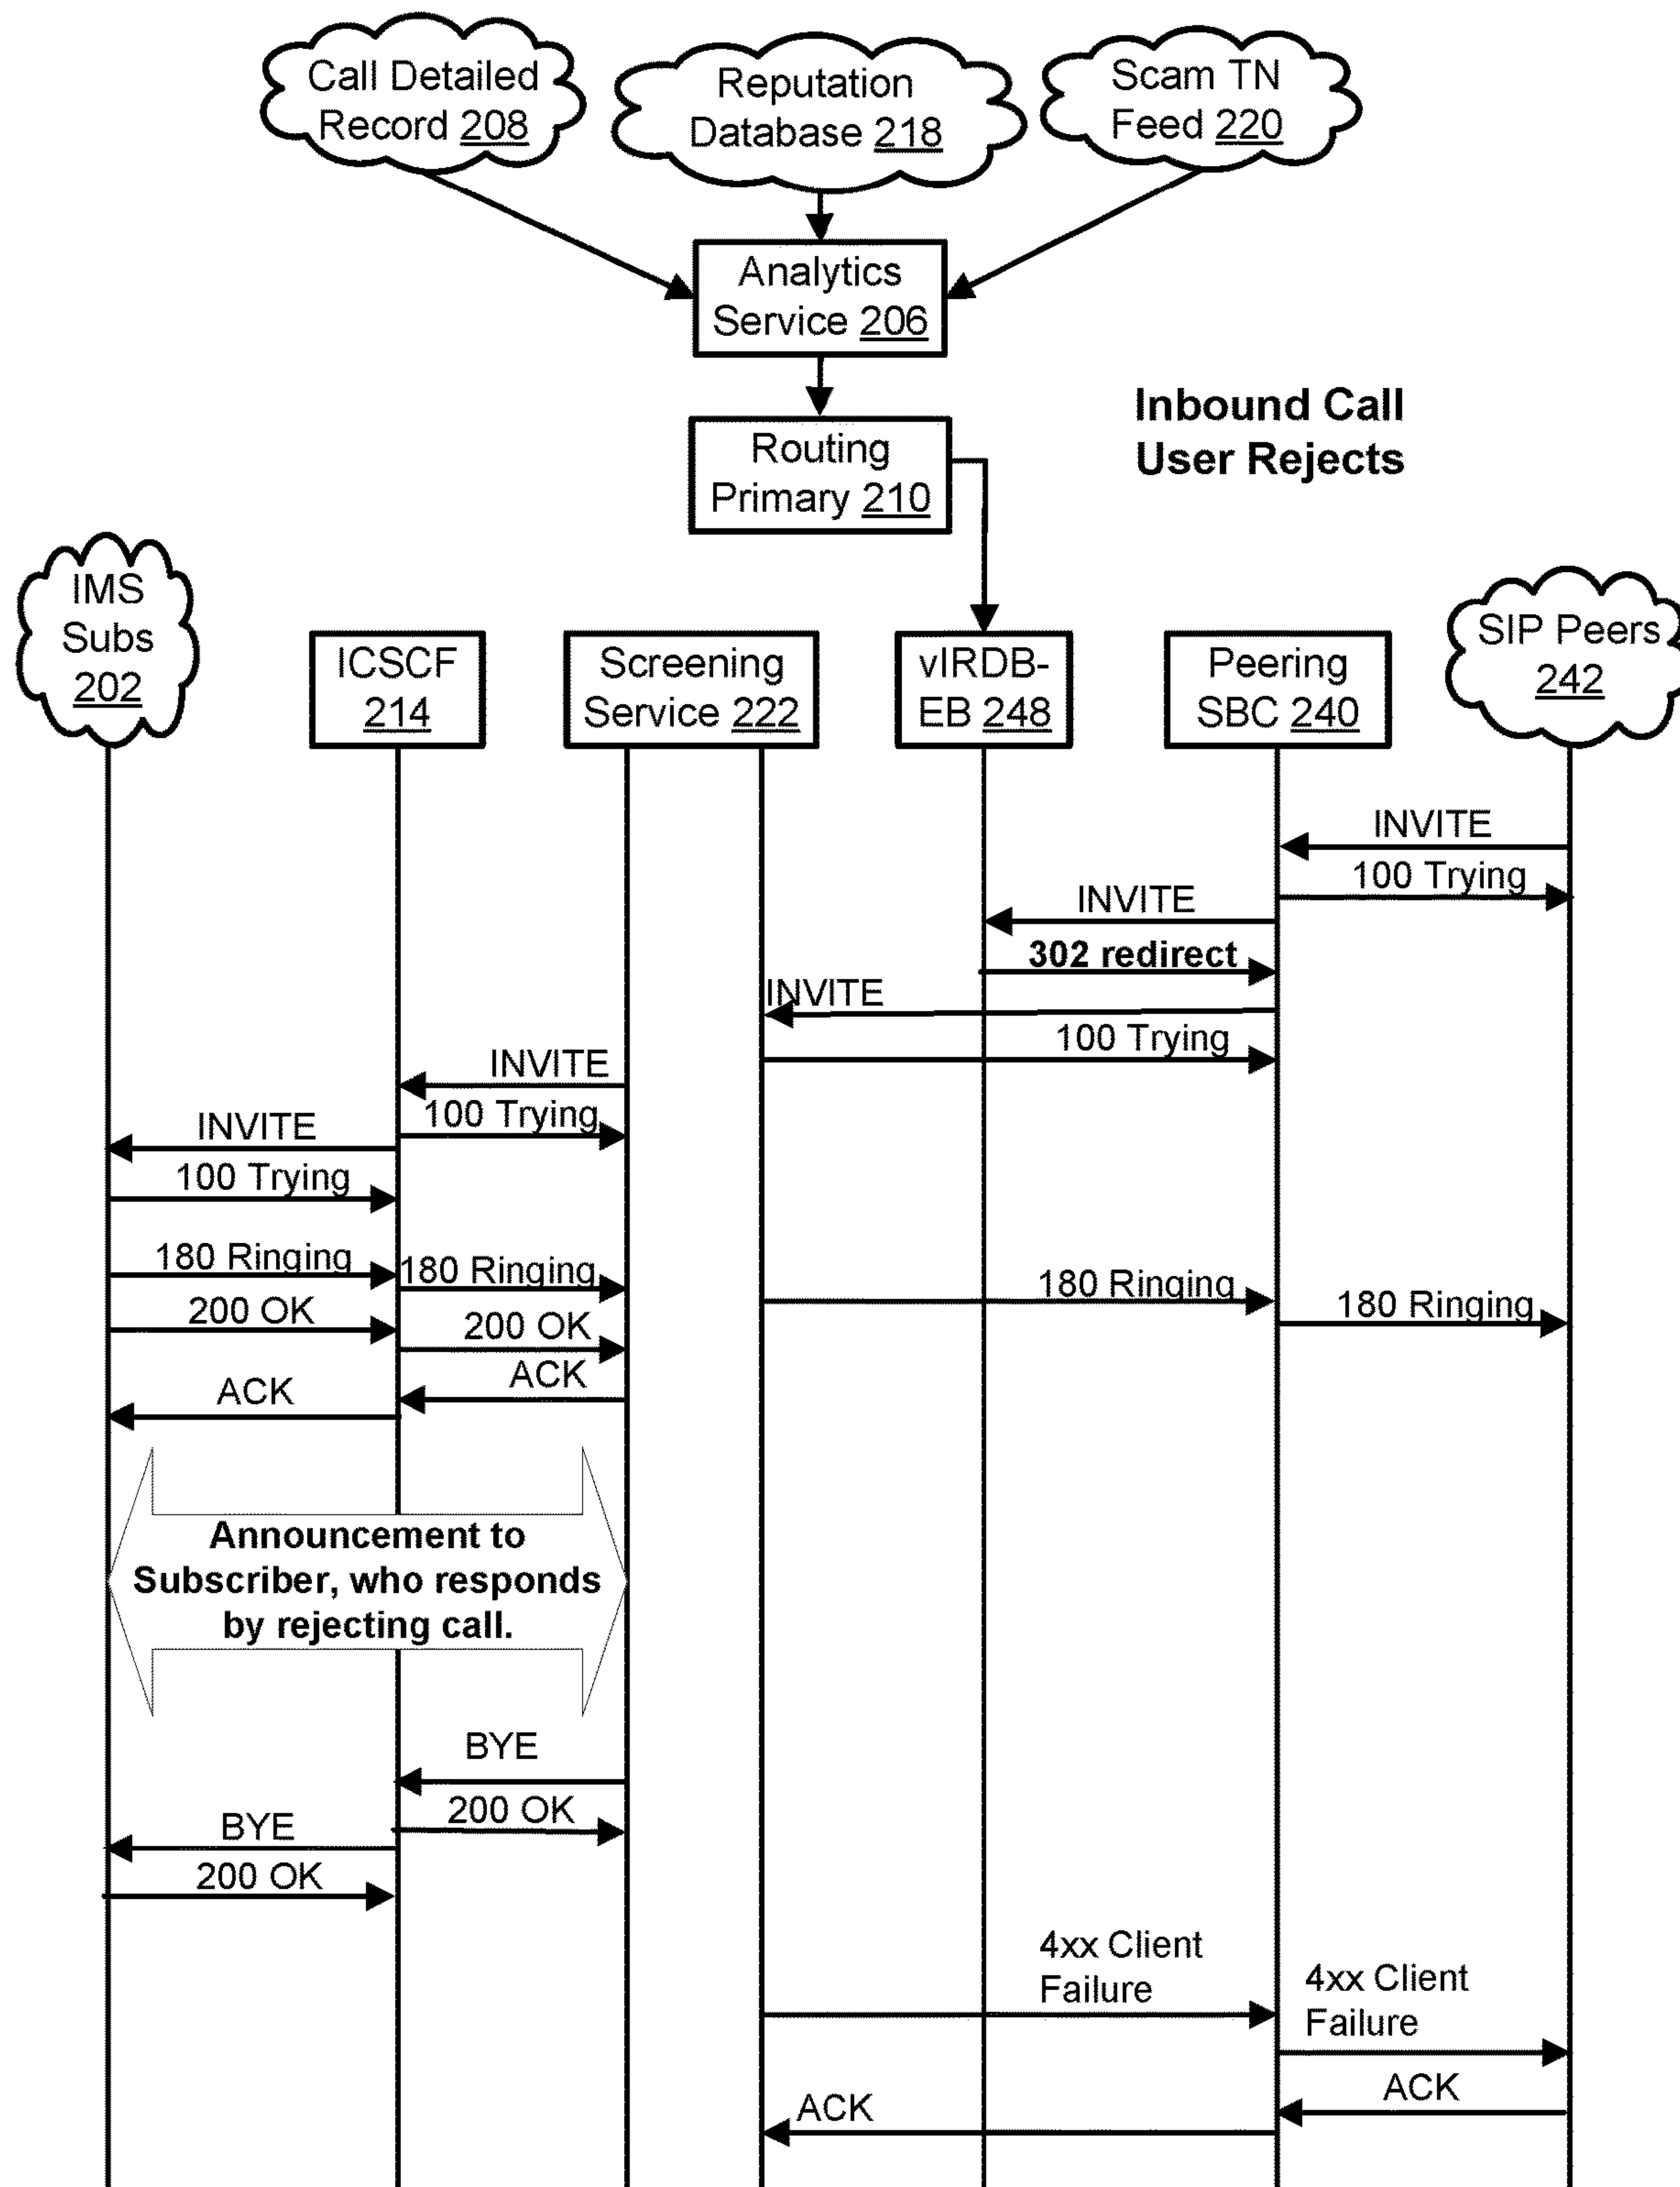 Call Detailed
Record 208
Reputation
Database 218
Scam TN
Feed 220
Analytics
Service 206
Inbound Call
User Rejects
Routing
Primary 210
IMS
Subs
202
ICSCF
214
Screening
Service 222
vIRDB-
EB 248
Peering
SBC 240
SIP Peers
242
INVITE
100 Trying
INVITE
302 redirect
INVITE
100 Trying
INVITE
100 Trying
INVITE
100 Trying
180 Ringing
180 Ringing
180 Ringing
180 Ringing
200 OK
200 OK
ACK
ACK
Announcement to
Subscriber, who responds
by rejecting call.
BYE
200 OK
BYE
200 OK
4xx Client
Failure
4xx Client
Failure
ACK
ACK